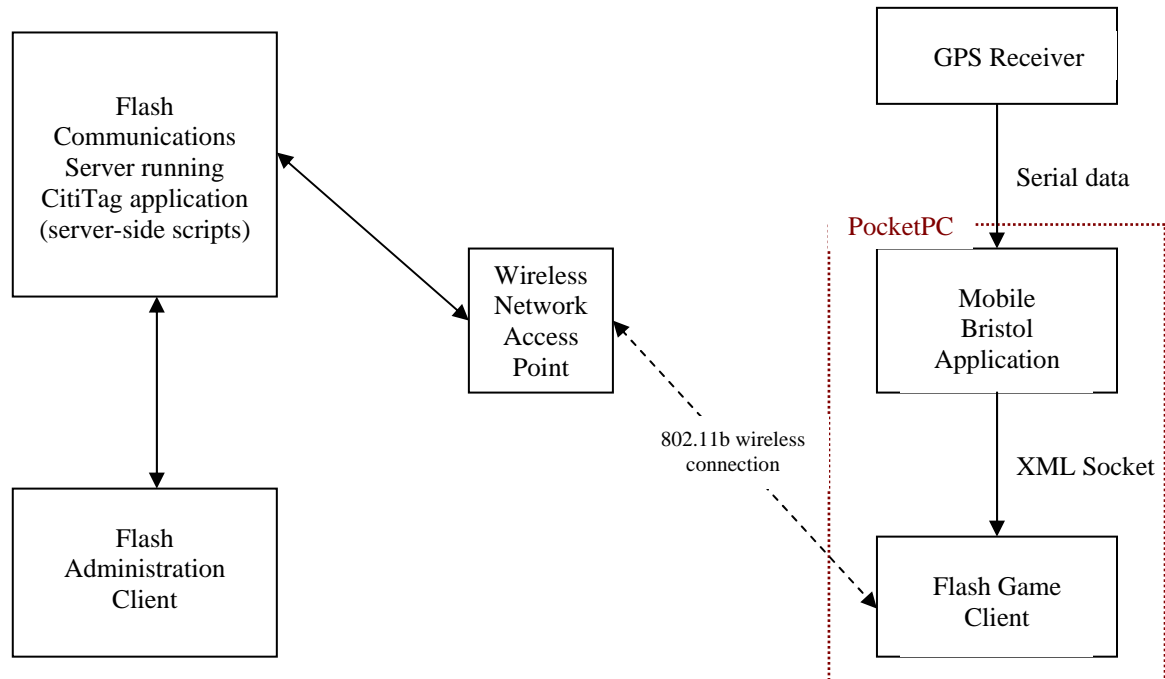 Flash
Communications
Server running
CitiTag application
(server-side scripts)
GPS Receiver
Serial data
PocketPC
Wireless
Network
Access
Point
Mobile
Bristol
Application
802.11b wireless
connection
XML Socket
Flash
Administration
Client
Flash Game
Client